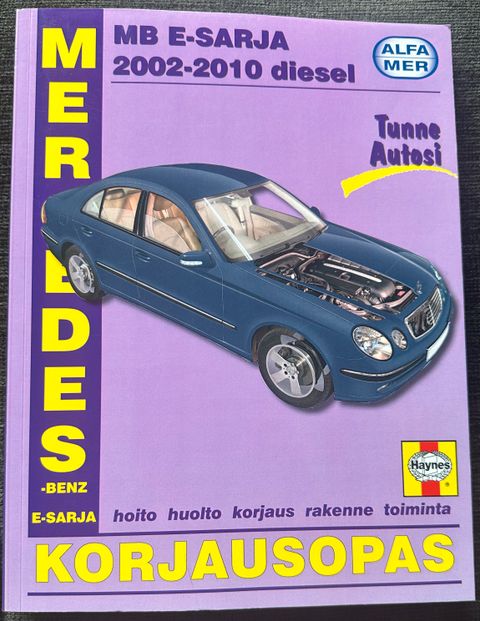 MERCEDES
-BENZ
E-SARJA
MB E-SARJA
2002-2010 diesel
ALFA
MER
Tunne
Autosi
Haynes
®
hoito huolto korjaus rakenne toiminta
KORJAUSOPAS